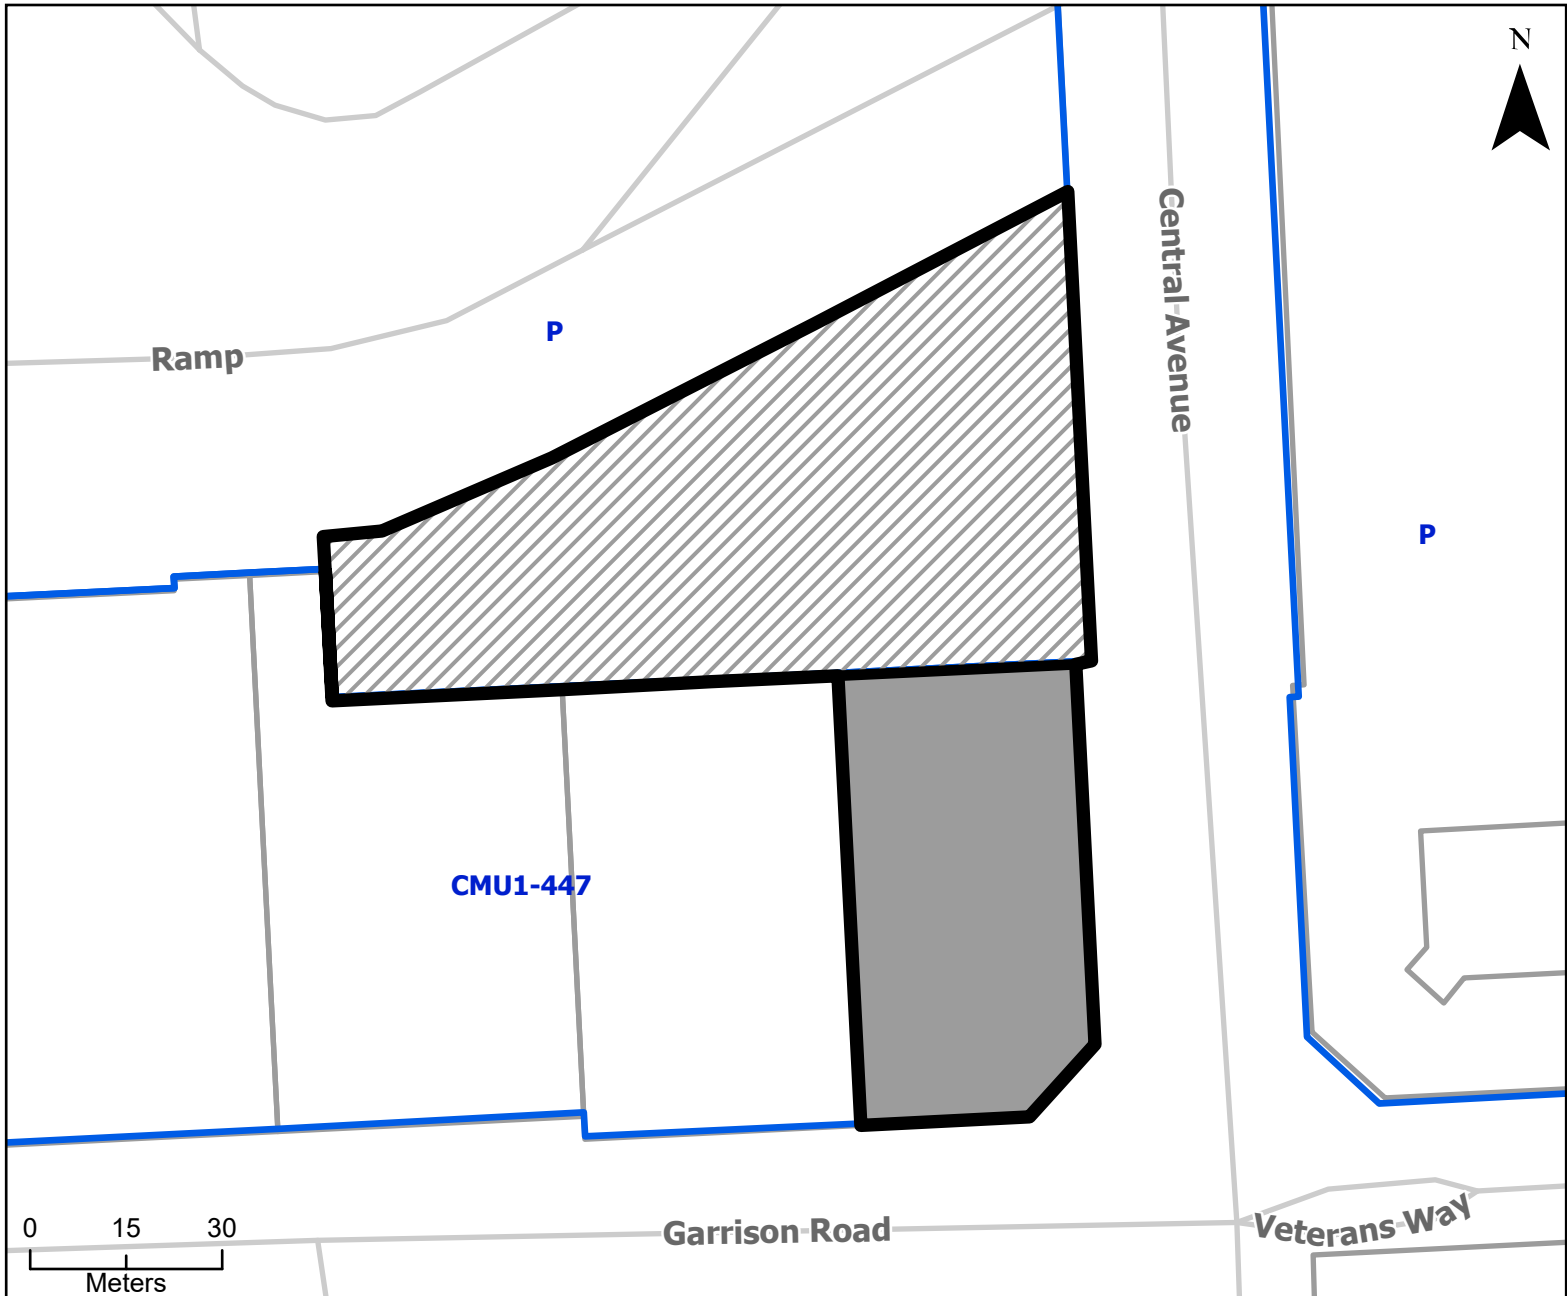 N
Central Avenue
P
Ramp
P
CMU1-447
0 15 30
Meters
Garrison Road
Veterans Way